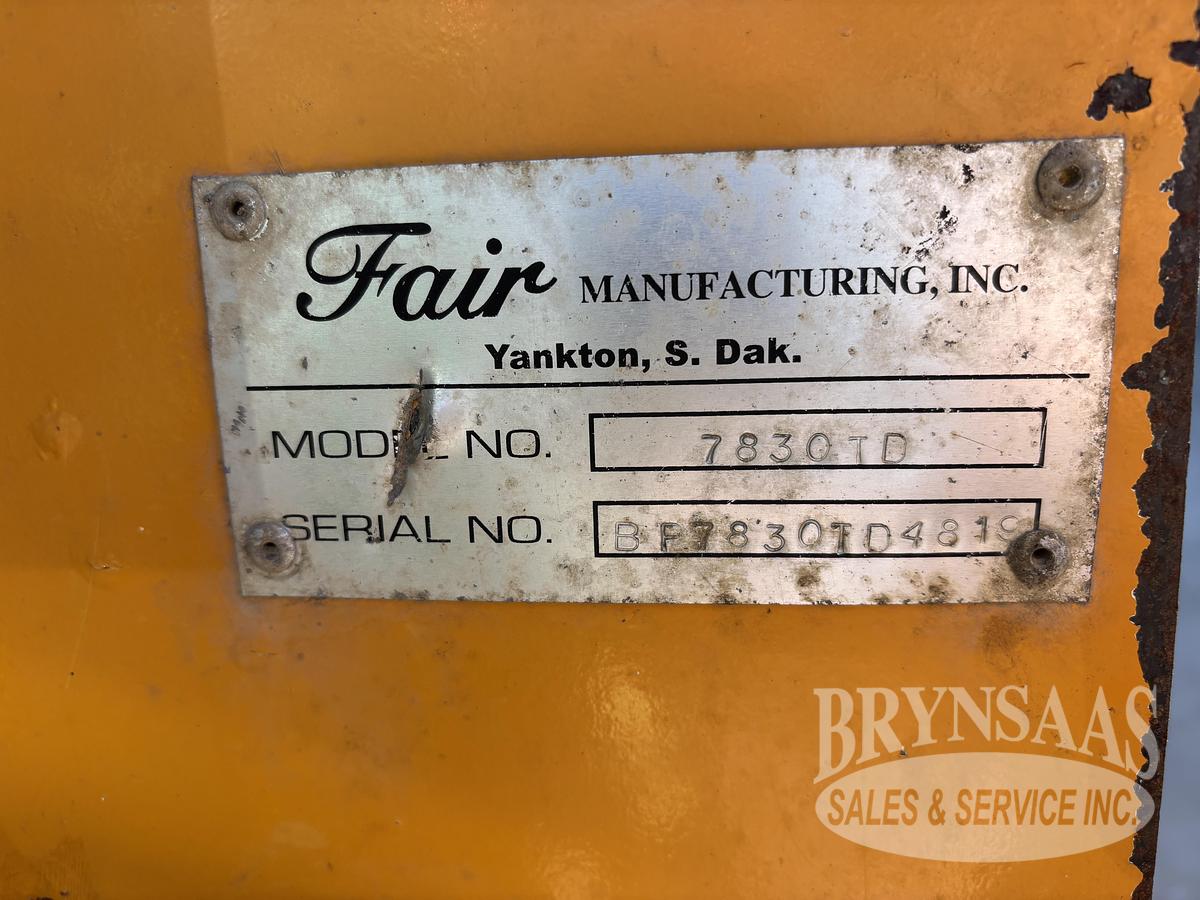 Fair MANUFACTURING, INC.
Yankton, S. Dak.
MODEL NO. 7830TD
SERIAL NO. BF7830TD4819
BRYNSAAS
SALES & SERVICE INC.